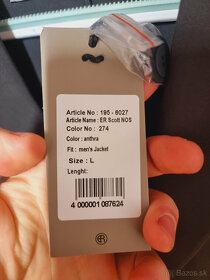 Article No : 195 - 6027
Article Name : ER Scott NOS
Color No : 274
Color : anthra
Fit : men's Jacket
Size : L
Lenght:
4 000001 087624
Bazos.sk